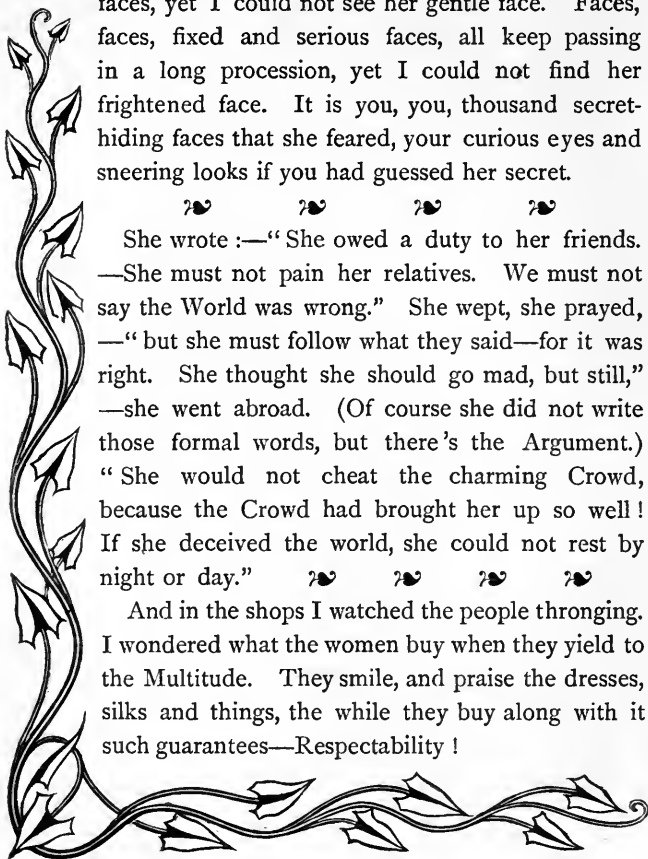 faces, yet I could not see her gentle face. Faces,
faces, fixed and serious faces, all keep passing
in a long procession, yet I could not find her
frightened face. It is you, you, thousand secret-
hiding faces that she feared, your curious eyes and
sneering looks if you had guessed her secret.
❧ ❧ ❧ ❧
She wrote :—“ She owed a duty to her friends.
—She must not pain her relatives. We must not
say the World was wrong.” She wept, she prayed,
—“ but she must follow what they said—for it was
right. She thought she should go mad, but still,”
—she went abroad. (Of course she did not write
those formal words, but there’s the Argument.)
“ She would not cheat the charming Crowd,
because the Crowd had brought her up so well !
If she deceived the world, she could not rest by
night or day.” ❧ ❧ ❧ ❧
And in the shops I watched the people thronging.
I wondered what the women buy when they yield to
the Multitude. They smile, and praise the dresses,
silks and things, the while they buy along with it
such guarantees—Respectability !